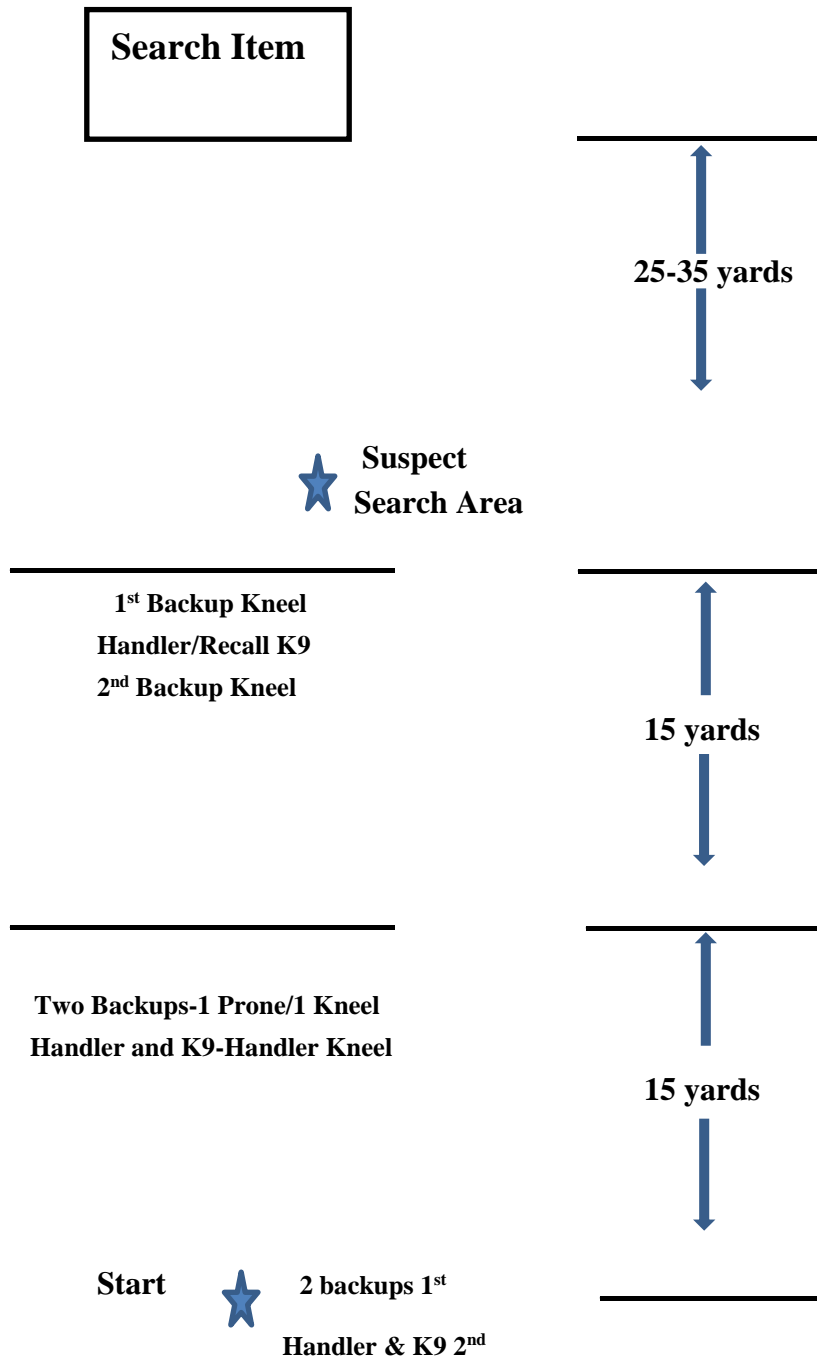 Search Item
25-35 yards
Suspect
Search Area
1st Backup Kneel
Handler/Recall K9
2nd Backup Kneel
15 yards
Two Backups-1 Prone/1 Kneel
Handler and K9-Handler Kneel
15 yards
Start
2 backups 1st
Handler & K9 2nd